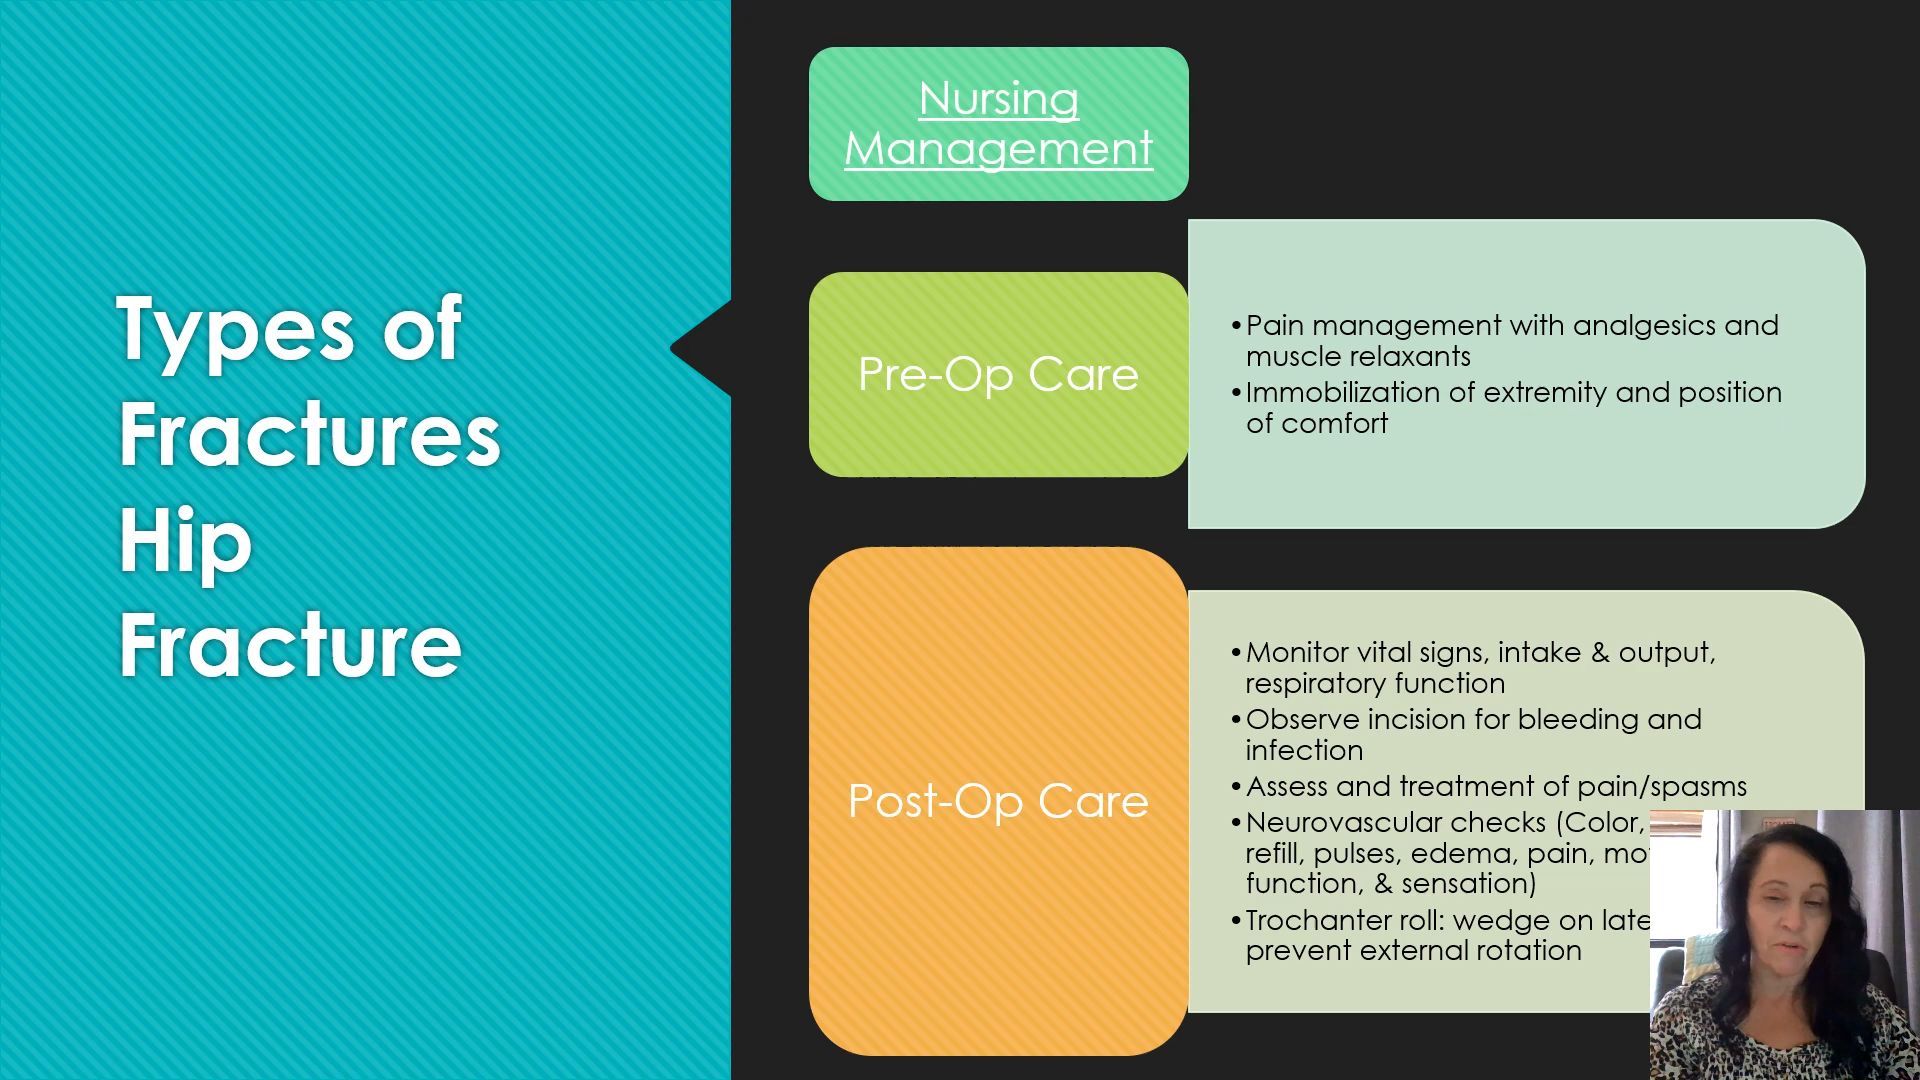 Types of
Fractures
Hip
Fracture
Nursing
Management
Pre-Op Care
•Pain management with analgesics and
muscle relaxants
•Immobilization of extremity and position
of comfort
Post-Op Care
•Monitor vital signs, intake & output,
respiratory function
•Observe incision for bleeding and
infection
•Assess and treatment of pain/spasms
•Neurovascular checks (Color,
refill, pulses, edema, pain,
function, & sensation)
•Trochanter roll: wedge on
prevent external rotation